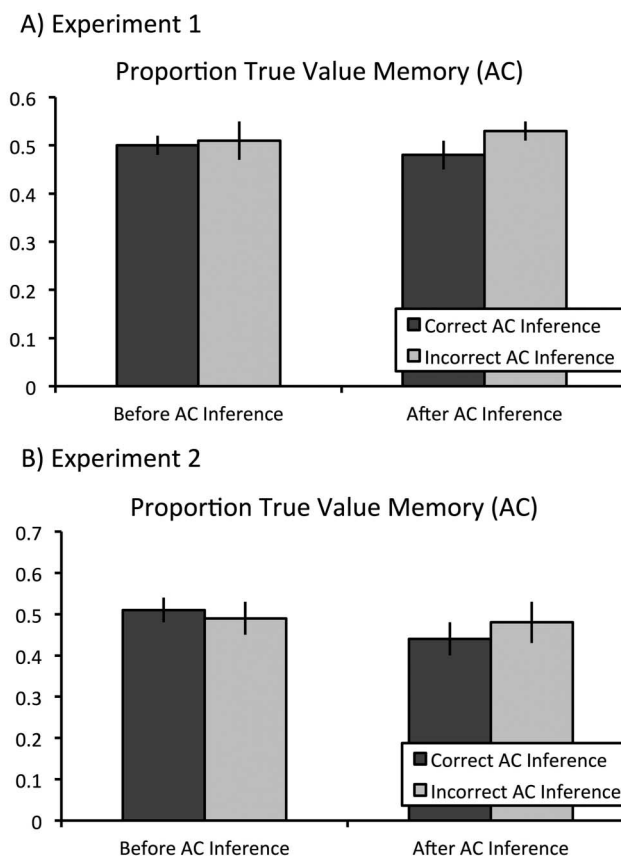 A) Experiment 1
Proportion True Value Memory (AC)
0.6
0.5
0.4
0.3
0.2
0.1
0
Correct AC Inference
Incorrect AC Inference
Before AC Inference
After AC Inference
B) Experiment 2
Proportion True Value Memory (AC)
0.7
0.6
0.5
0.4
0.3
0.2
0.1
0
Correct AC Inference
Incorrect AC Inference
Before AC Inference
After AC Inference